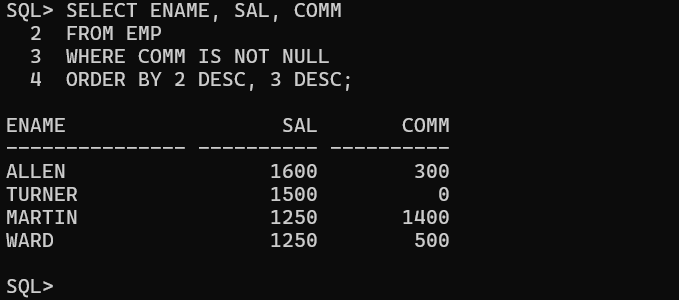 SQL> SELECT ENAME, SAL, COMM
  2  FROM EMP
  3  WHERE COMM IS NOT NULL
  4  ORDER BY 2 DESC, 3 DESC;

ENAME                  SAL       COMM
--------------- ---------- ----------
ALLEN                 1600        300
TURNER                1500          0
MARTIN                1250       1400
WARD                  1250        500

SQL>